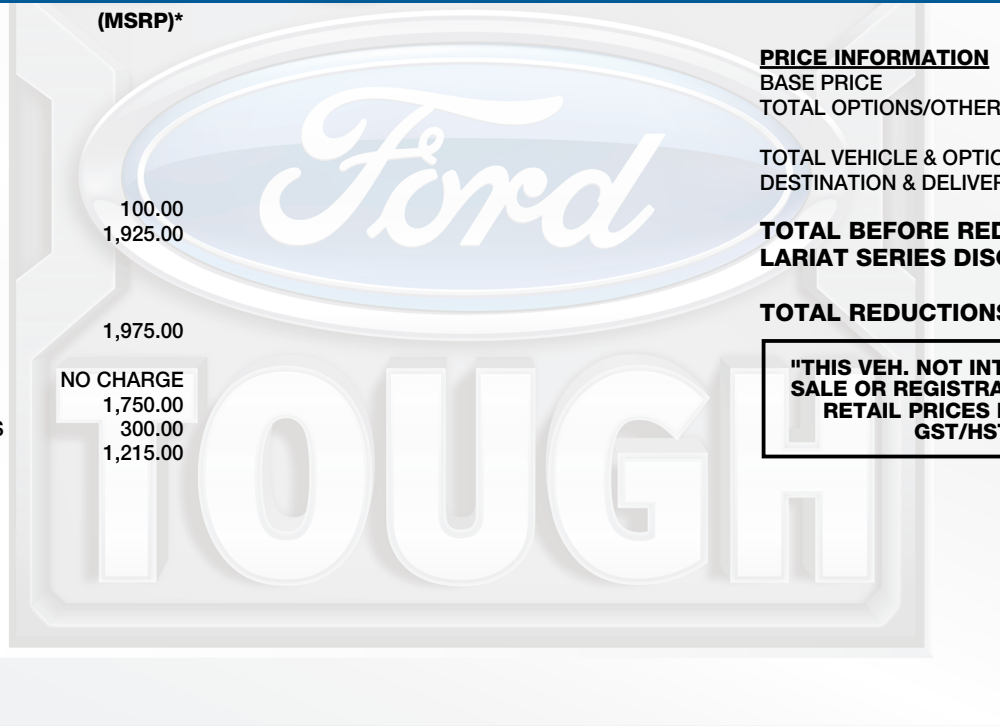 (MSRP)*
100.00
1,925.00
1,975.00
NO CHARGE
1,750.00
S 300.00
1,215.00
Ford
TOUGH
PRICE INFORMATION
BASE PRICE
TOTAL OPTIONS/OTHER
TOTAL VEHICLE & OPTIO
DESTINATION & DELIVER
TOTAL BEFORE RED
LARIAT SERIES DISC
TOTAL REDUCTIONS
"THIS VEH. NOT INT
SALE OR REGISTRA
RETAIL PRICES
GST/HST